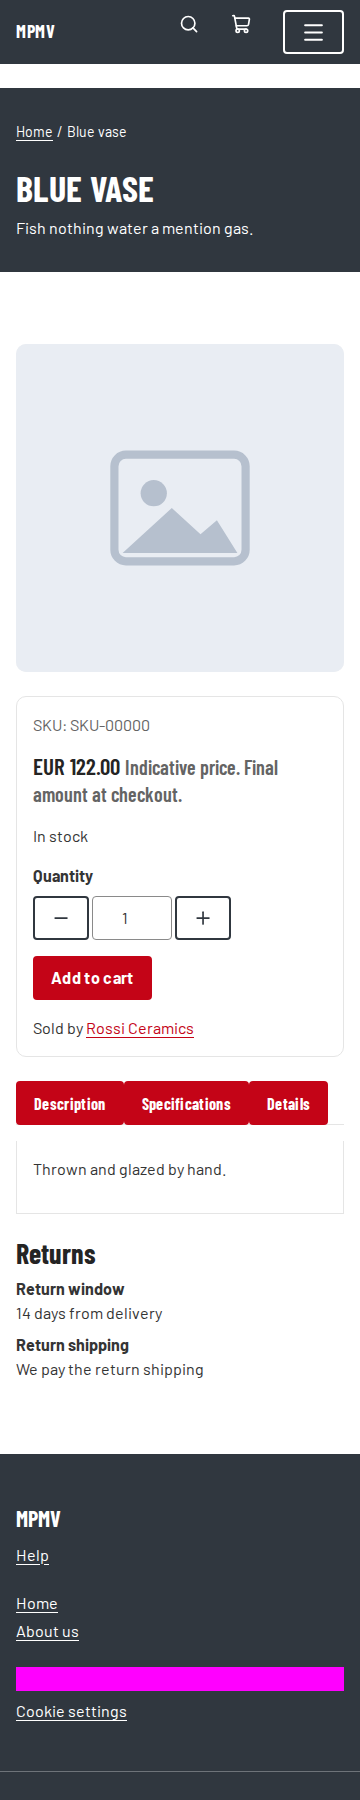 MPMV
Home / Blue vase
BLUE VASE
Fish nothing water a mention gas.
SKU: SKU-00000
EUR 122.00 Indicative price. Final
amount at checkout.
In stock
Quantity
1
Add to cart
Sold by Rossi Ceramics
Description Specifications Details
Thrown and glazed by hand.
Returns
Return window
14 days from delivery
Return shipping
We pay the return shipping
MPMV
Help
Home
About us
Cookie settings